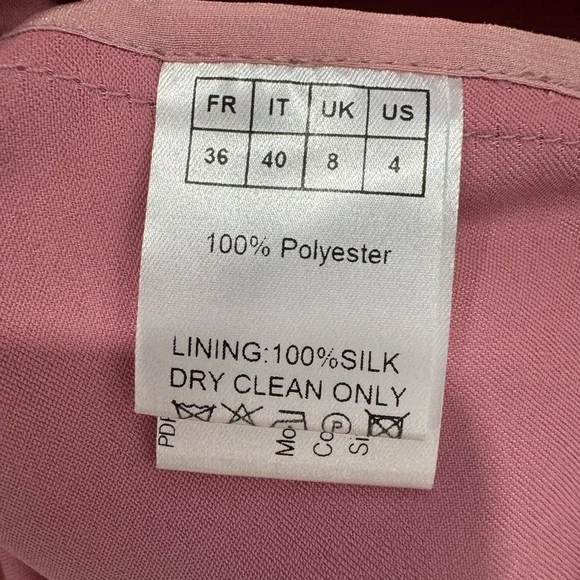 FR IT UK US
36 40 8 4
100% Polyester
LINING:100%SILK
DRY CLEAN ONLY
P